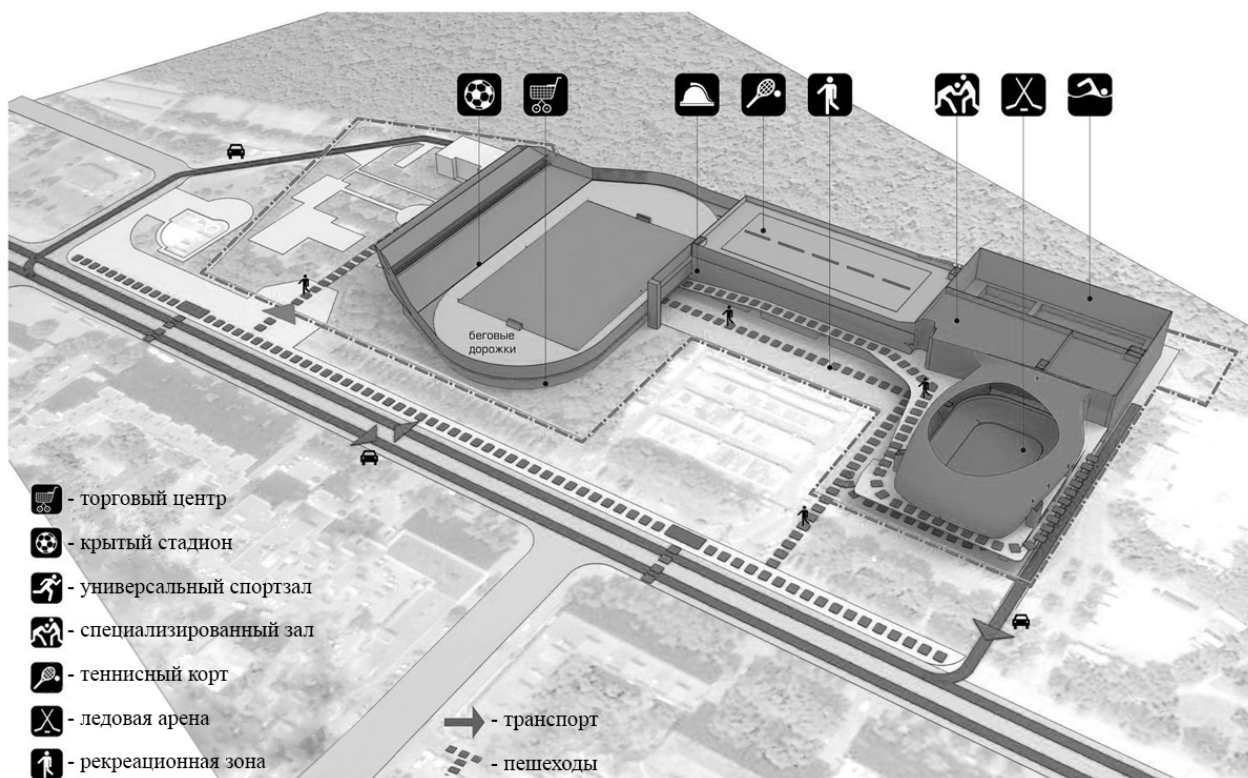 беговые
дорожки
- торговый центр
- крытый стадион
- универсальный спортзал
- специализированный зал
- теннисный корт
- ледовая арена
- рекреационная зона
- транспорт
- пешеходы